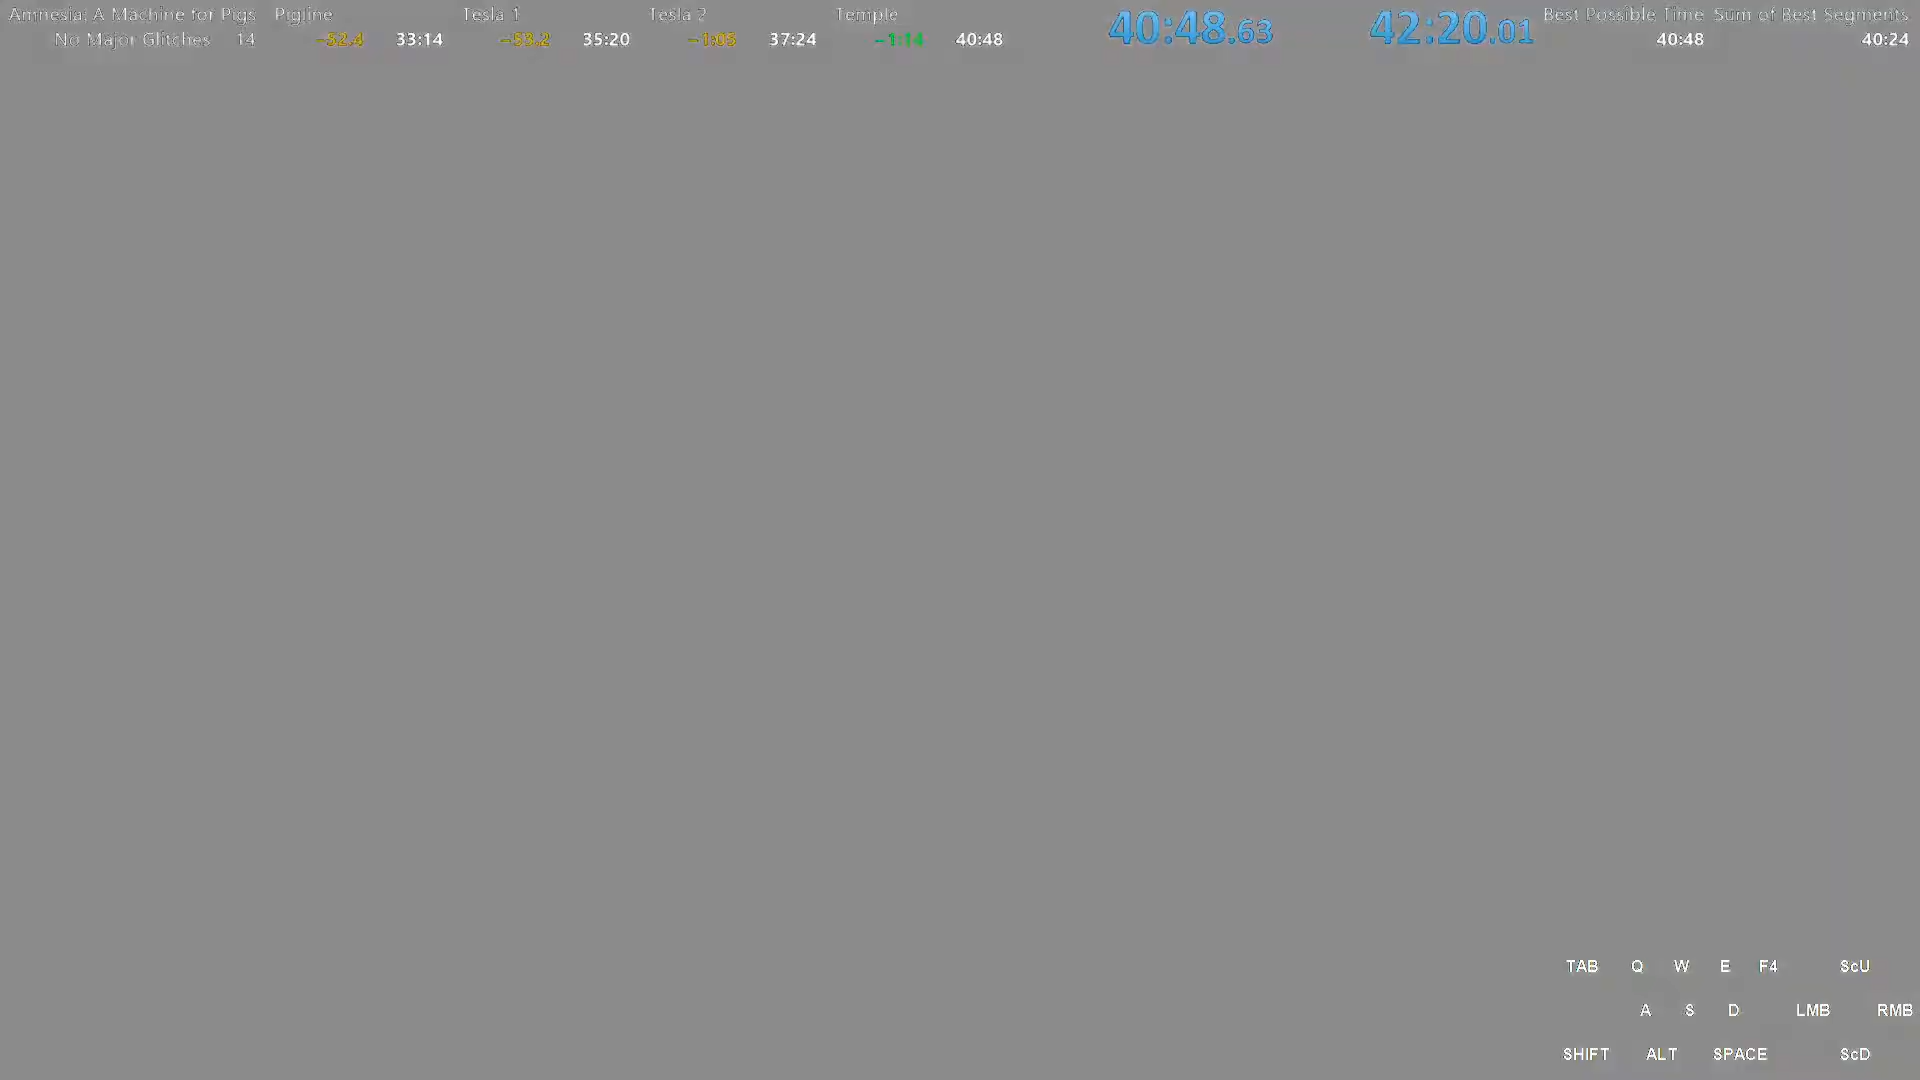 Amnesia: A Machine for Pigs Pigline Tesla 1 Tesla 2 Temple 40:48.63 42:20.01 Best Possible Time Sum of Best Segments
No Major Glitches 14 -52.4 33:14 -53.2 35:20 -1:05 37:24 -1:14 40:48 40:48 40:24
TAB Q W E F4 ScU
A S D LMB RMB
SHIFT ALT SPACE ScD